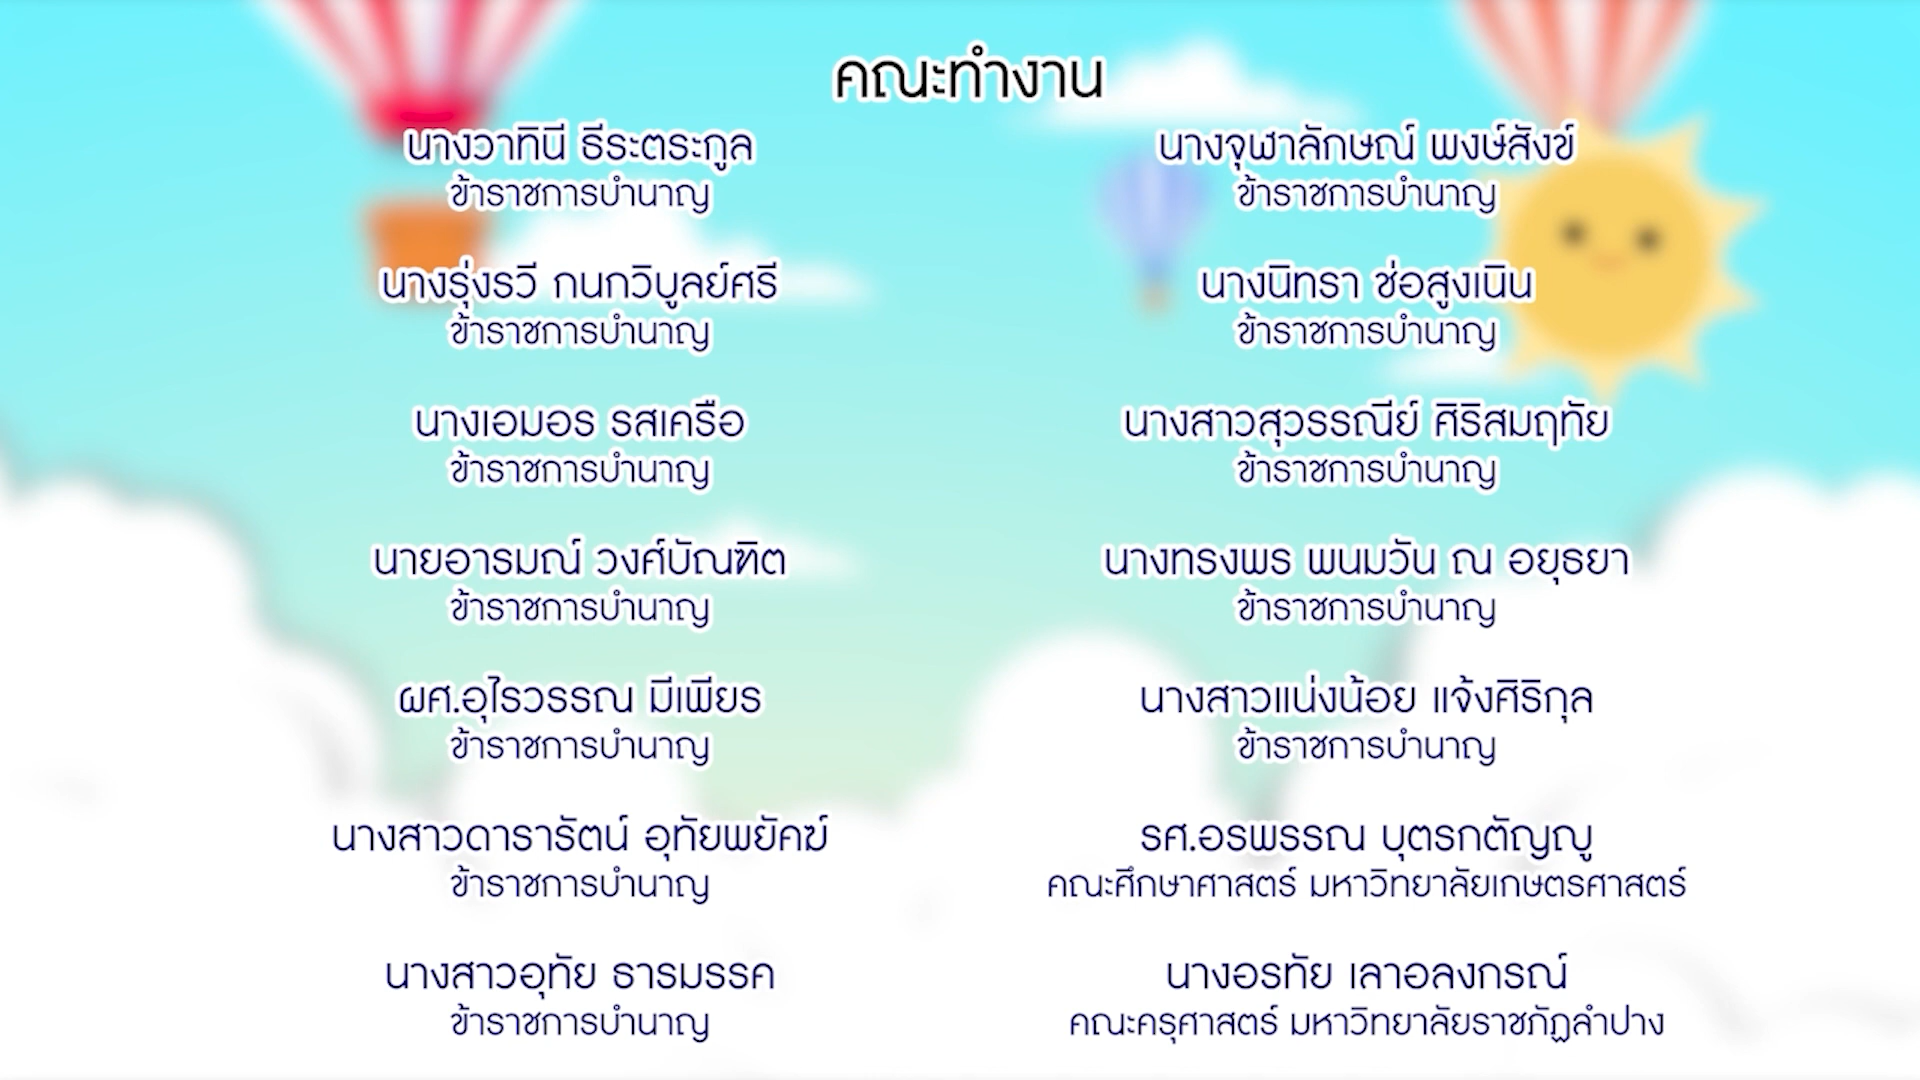 คณะทำงาน
นางวาทินี ธีระตระกูล
ข้าราชการบำนาญ
นางรุ่งรวี กนกวิบูลย์ศรี
ข้าราชการบำนาญ
นางเอมอร รสเครือ
ข้าราชการบำนาญ
นายอารมณ์ วงศ์บัณฑิต
ข้าราชการบำนาญ
ผศ.อุไรวรรณ มีเพียร
ข้าราชการบำนาญ
นางสาวดารารัตน์ อุทัยพยัคฆ์
ข้าราชการบำนาญ
นางสาวอุทัย ธารมรรค
ข้าราชการบำนาญ
นางจุฬาลักษณ์ พงษ์สังข์
ข้าราชการบำนาญ
นางนิทรา ช่อสูงเนิน
ข้าราชการบำนาญ
นางสาวสุวรรณีย์ ศิริสมฤทัย
ข้าราชการบำนาญ
นางทรงพร พนมวัน ณ อยุธยา
ข้าราชการบำนาญ
นางสาวแน่งน้อย แจ้งศิริกุล
ข้าราชการบำนาญ
รศ.อรพรรณ บุตรกตัญญู
คณะศึกษาศาสตร์ มหาวิทยาลัยเกษตรศาสตร์
นางอรทัย เลาอลงกรณ์
คณะครุศาสตร์ มหาวิทยาลัยราชภัฏลำปาง